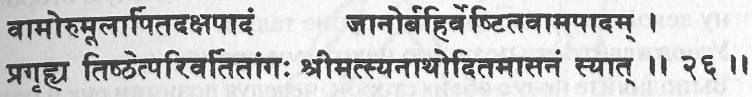 वामोरुमूलार्पितदक्षपादं जानोर्बहिर्वेष्टितवामपादम् ।
प्रगृह्य तिष्ठेत्परिवर्तितांगः श्रीमत्स्यनाथोदितमासनं स्यात् ॥ २६ ॥